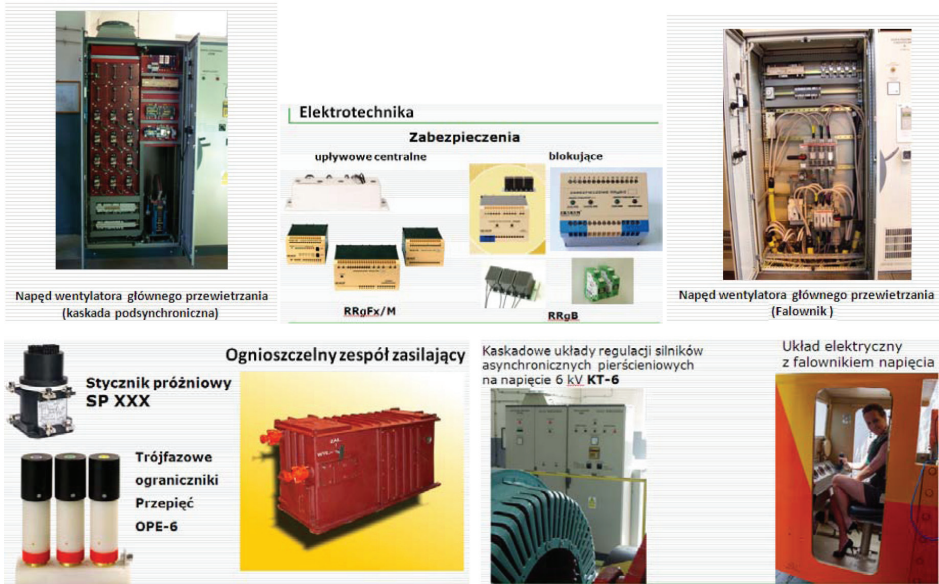 Elektrotechnika
Zabezpieczenia
upływowe centralne
blokujące
RRgFx/M
RRgB
Napęd wentylatora głównego przewietrzania
(kaskada podsynchroniczna)
Napęd wentylatora głównego przewietrzania
(Falownik )
Stycznik próżniowy
SP XXX
Trójfazowe
ograniczniki
Przepięć
OPE-6
Ognioszczelny zespół zasilający
Kaskadowe układy regulacji silników
asynchronicznych pierścieniowych
na napięcie 6 kV KT-6
Układ elektryczny
z falownikiem napięcia